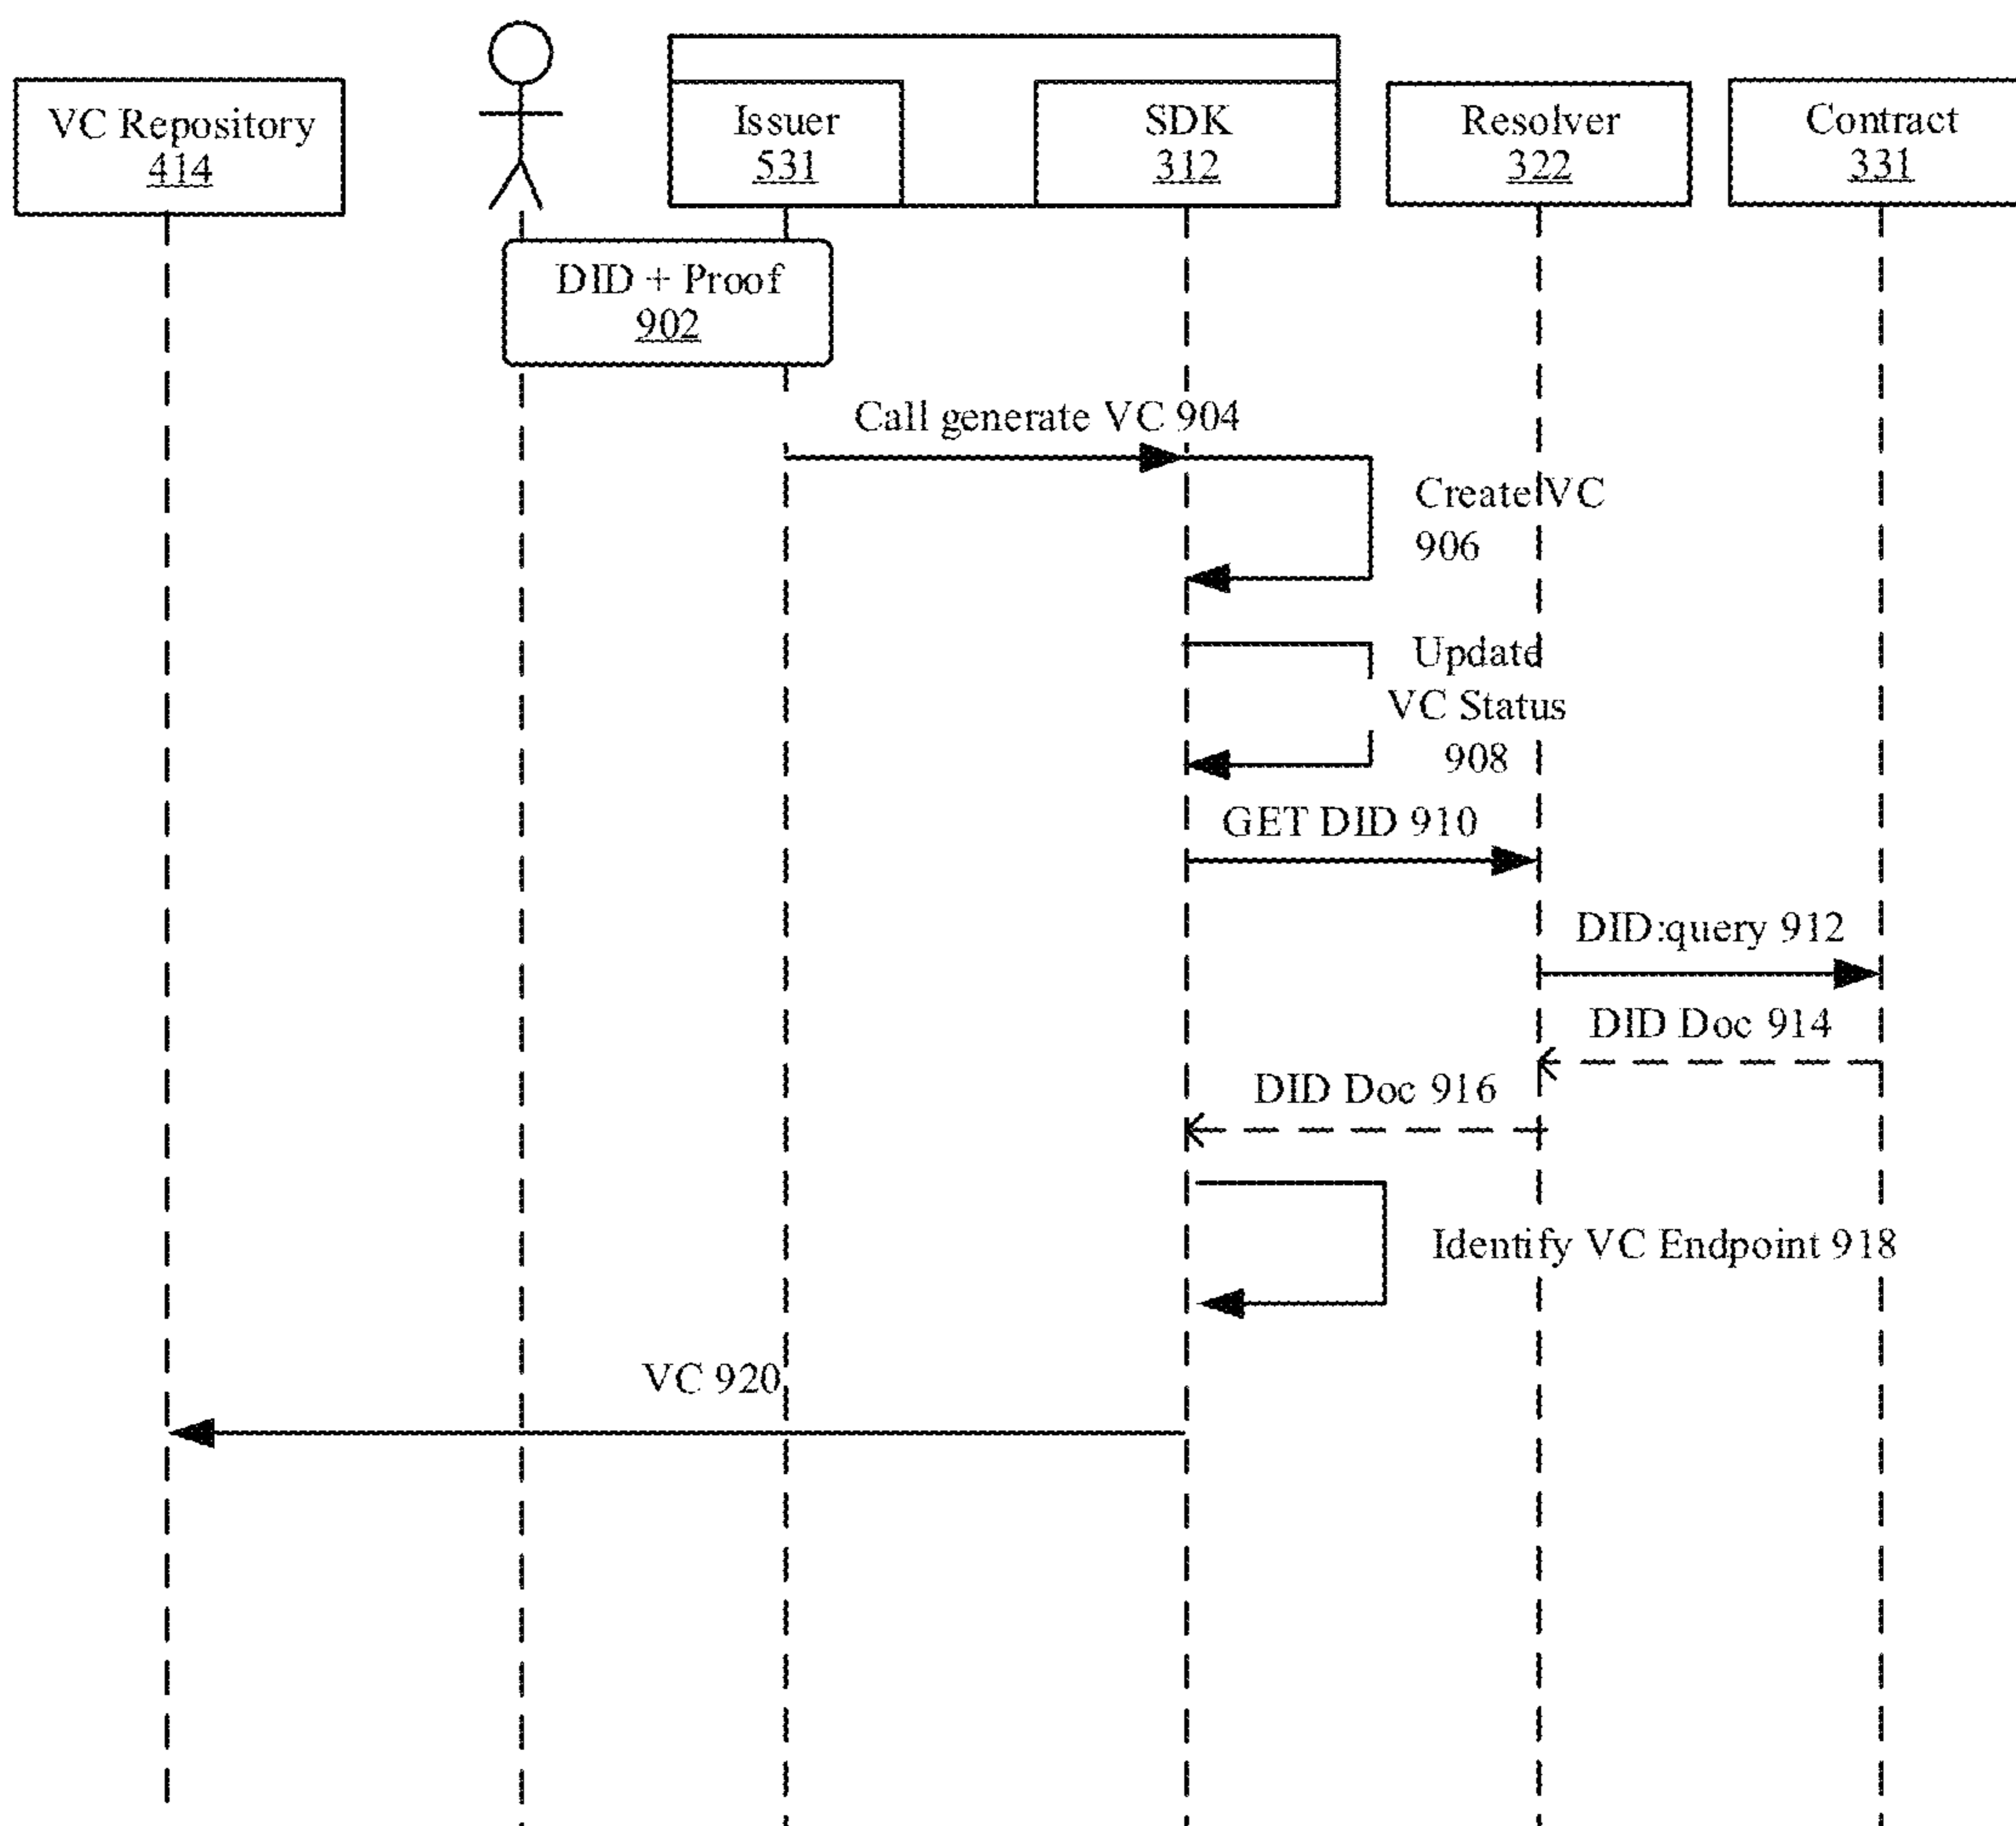 VC Repository
414
Issuer
531
SDK
312
Resolver
322
Contract
331
DID + Proof
902
Call generate VC 904
Create VC
906
Update
VC Status
908
GET DID 910
DID:query 912
DID Doc 914
DID Doc 916
Identify VC Endpoint 918
VC 920